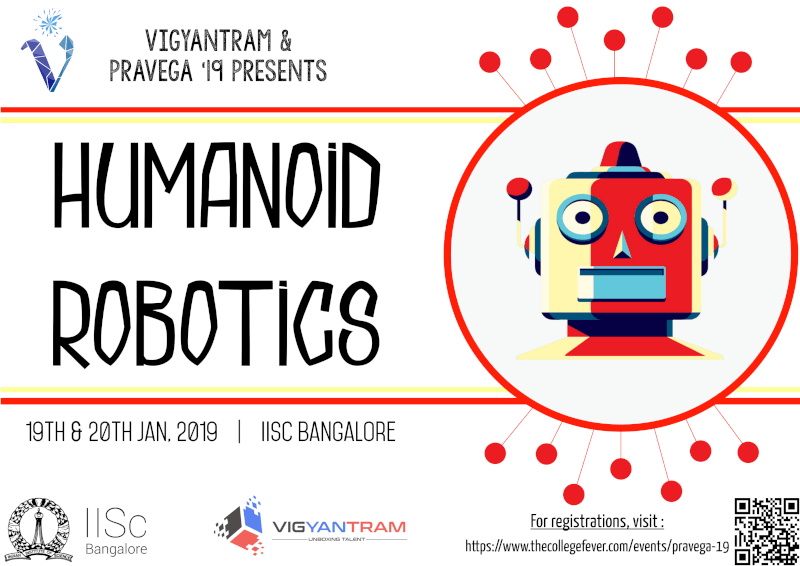 VIGYANTRAM &
PRAVEGA '19 PRESENTS
HUMANOiD
ROBOTiCS
19TH & 20TH JAN, 2019 | IISC BANGALORE
IISc
Bangalore
VIGYANTRAM
UNBOXING TALENT
For registrations, visit :
https://www.thecollegefever.com/events/pravega-19